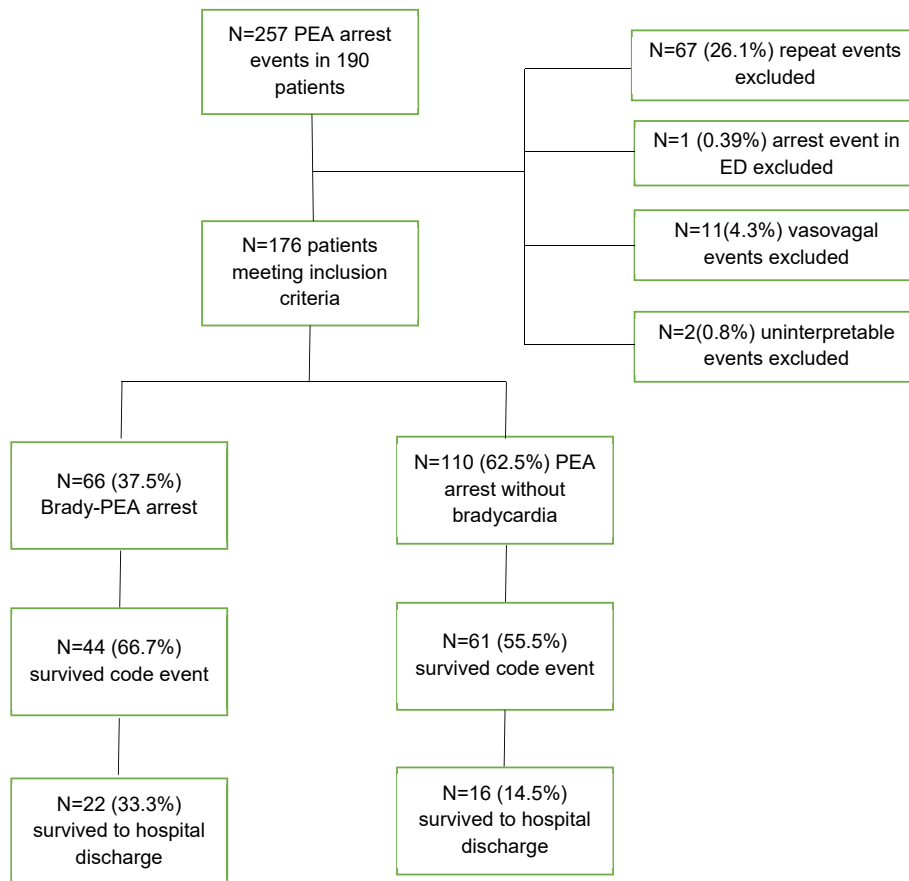 N=257 PEA arrest
events in 190
patients
N=67 (26.1%) repeat events
excluded
N=1 (0.39%) arrest event in
ED excluded
N=11(4.3%) vasovagal
events excluded
N=2(0.8%) uninterpretable
events excluded
N=176 patients
meeting inclusion
criteria
N=66 (37.5%)
Brady-PEA arrest
N=110 (62.5%) PEA
arrest without
bradycardia
N=44 (66.7%)
survived code event
N=61 (55.5%)
survived code event
N=22 (33.3%)
survived to hospital
discharge
N=16 (14.5%)
survived to hospital
discharge